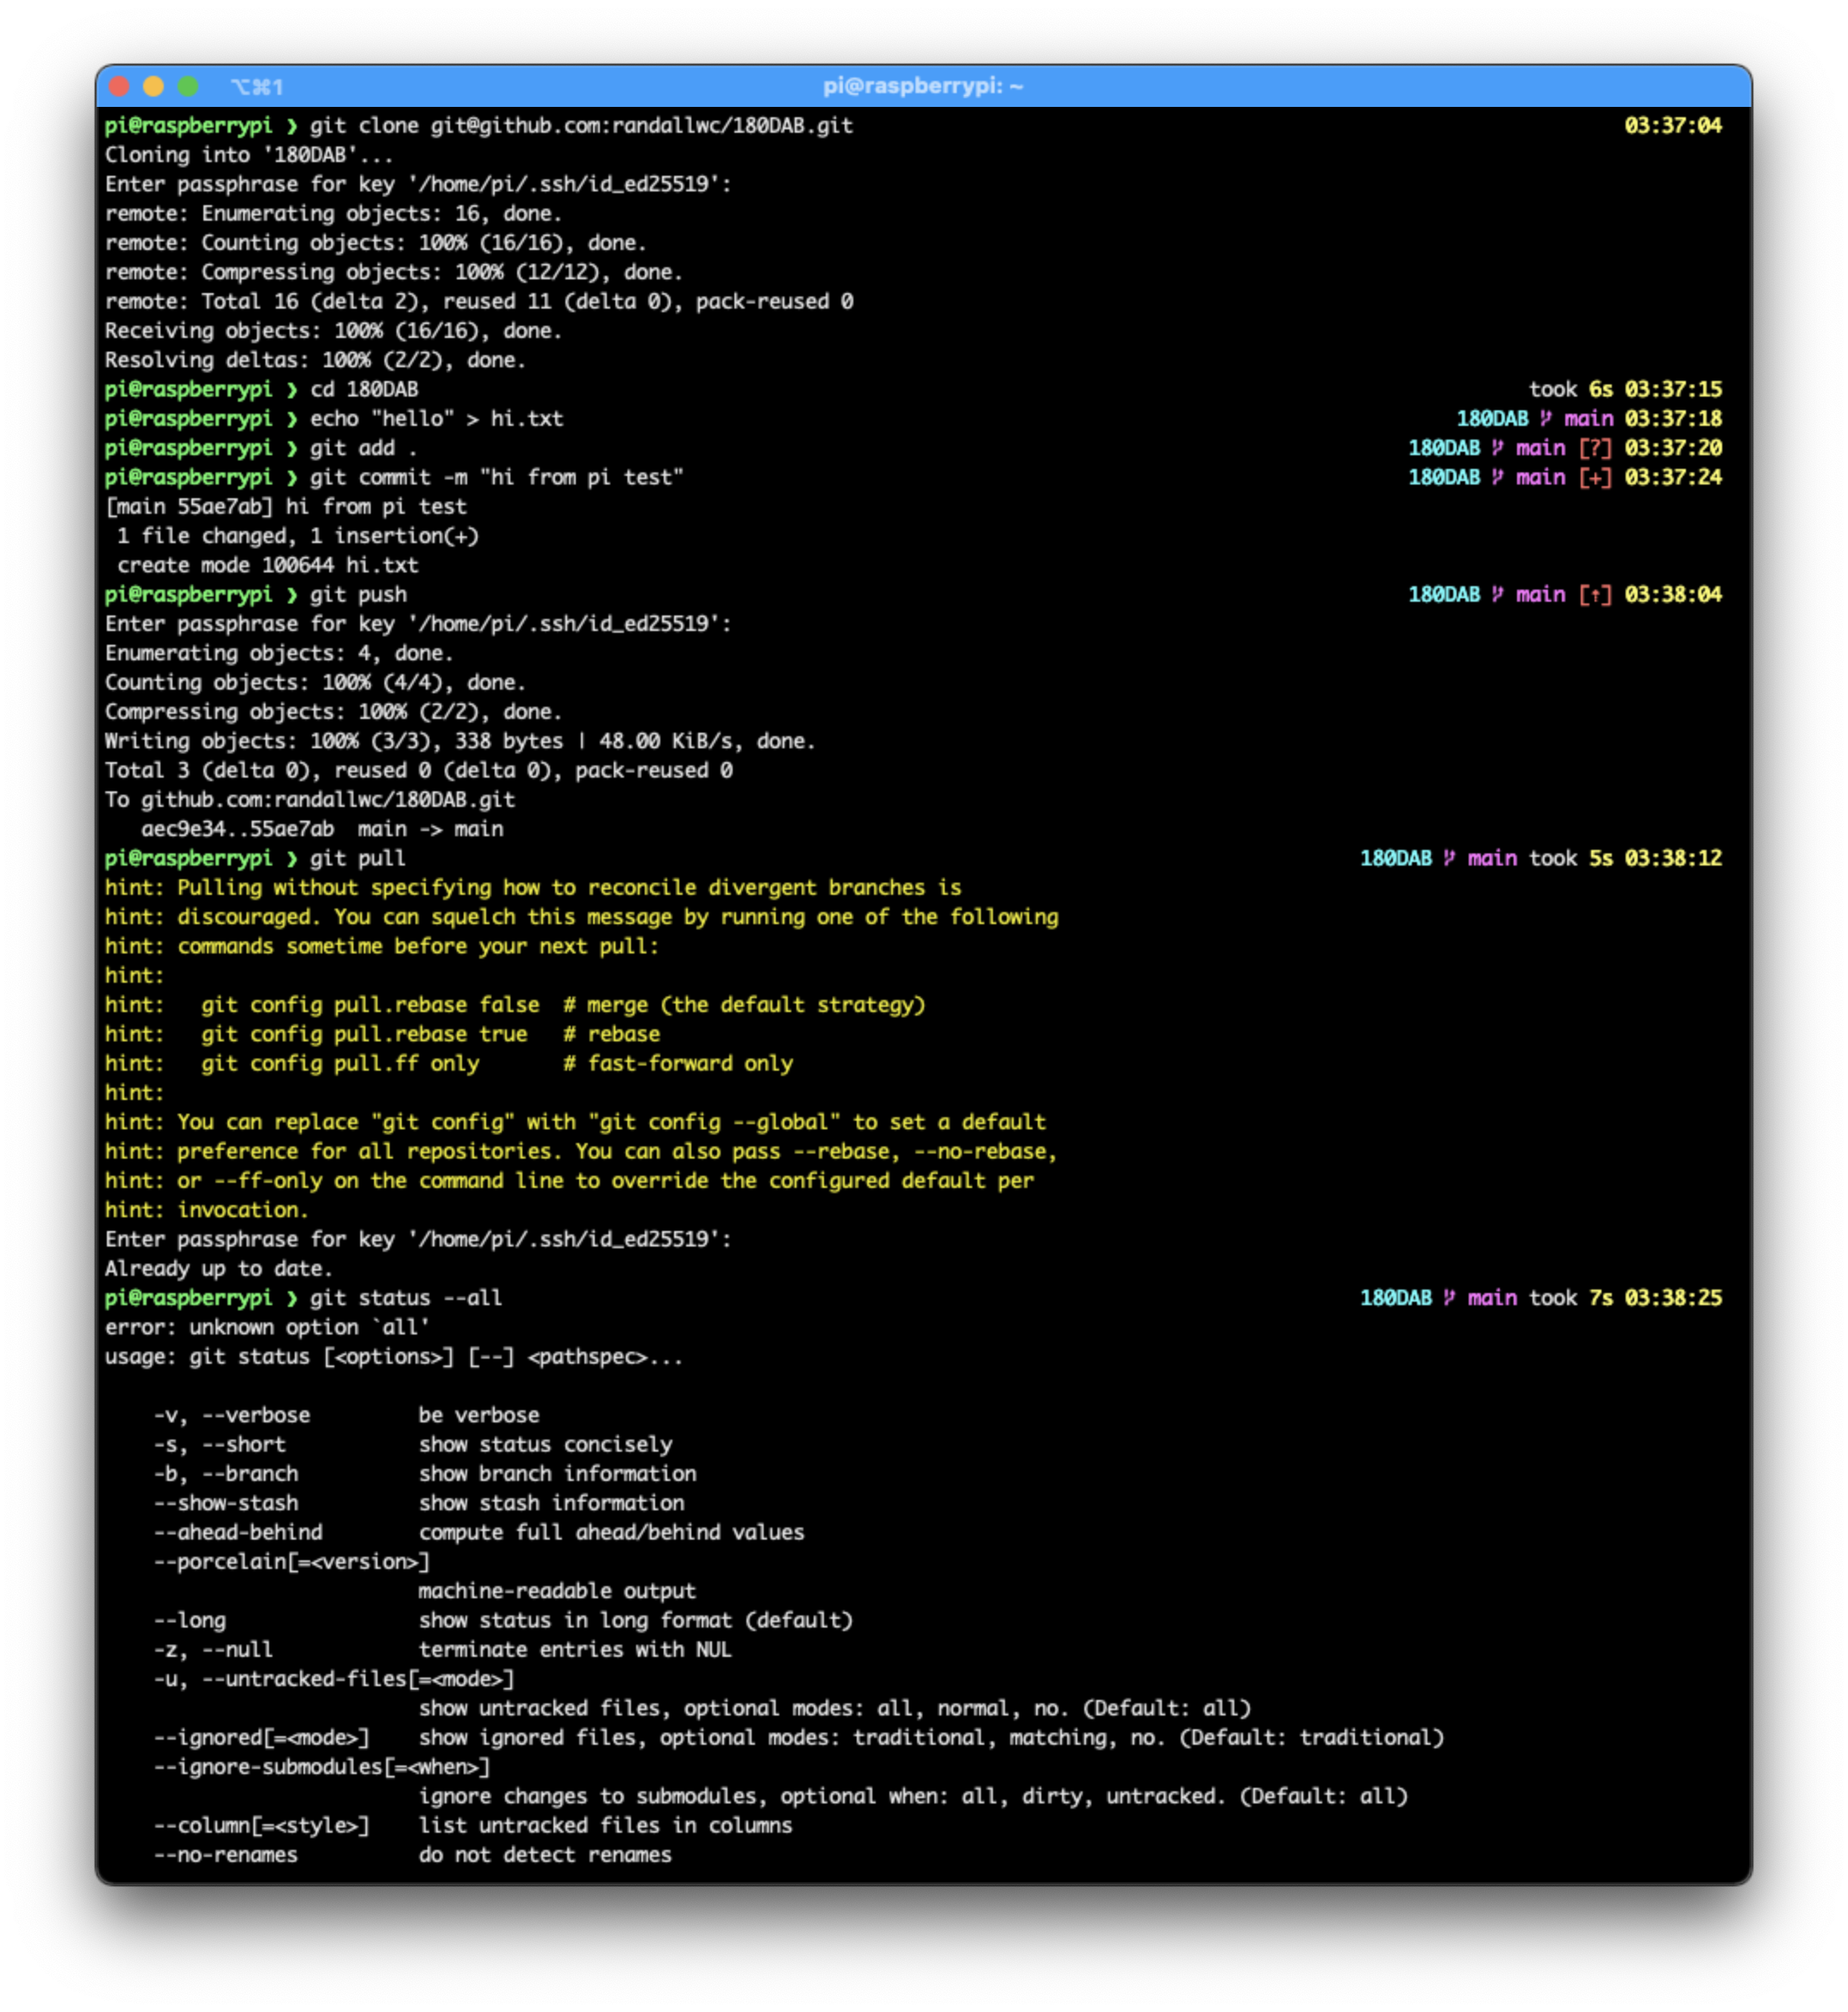 ⌥⌘1 pi@raspberrypi: ~
pi@raspberrypi ❯ git clone git@github.com:randallwc/180DAB.git 03:37:04
Cloning into '180DAB'...
Enter passphrase for key '/home/pi/.ssh/id_ed25519':
remote: Enumerating objects: 16, done.
remote: Counting objects: 100% (16/16), done.
remote: Compressing objects: 100% (12/12), done.
remote: Total 16 (delta 2), reused 11 (delta 0), pack-reused 0
Receiving objects: 100% (16/16), done.
Resolving deltas: 100% (2/2), done.
pi@raspberrypi ❯ cd 180DAB took 6s 03:37:15
pi@raspberrypi ❯ echo "hello" > hi.txt 180DAB main 03:37:18
pi@raspberrypi ❯ git add . 180DAB main [?] 03:37:20
pi@raspberrypi ❯ git commit -m "hi from pi test" 180DAB main [+] 03:37:24
[main 55ae7ab] hi from pi test
 1 file changed, 1 insertion(+)
 create mode 100644 hi.txt
pi@raspberrypi ❯ git push 180DAB main [↑] 03:38:04
Enter passphrase for key '/home/pi/.ssh/id_ed25519':
Enumerating objects: 4, done.
Counting objects: 100% (4/4), done.
Compressing objects: 100% (2/2), done.
Writing objects: 100% (3/3), 338 bytes | 48.00 KiB/s, done.
Total 3 (delta 0), reused 0 (delta 0), pack-reused 0
To github.com:randallwc/180DAB.git
   aec9e34..55ae7ab  main -> main
pi@raspberrypi ❯ git pull 180DAB main took 5s 03:38:12
hint: Pulling without specifying how to reconcile divergent branches is
hint: discouraged. You can squelch this message by running one of the following
hint: commands sometime before your next pull:
hint:
hint:   git config pull.rebase false  # merge (the default strategy)
hint:   git config pull.rebase true   # rebase
hint:   git config pull.ff only       # fast-forward only
hint:
hint: You can replace "git config" with "git config --global" to set a default
hint: preference for all repositories. You can also pass --rebase, --no-rebase,
hint: or --ff-only on the command line to override the configured default per
hint: invocation.
Enter passphrase for key '/home/pi/.ssh/id_ed25519':
Already up to date.
pi@raspberrypi ❯ git status --all 180DAB main took 7s 03:38:25
error: unknown option `all'
usage: git status [<options>] [--] <pathspec>...

    -v, --verbose         be verbose
    -s, --short           show status concisely
    -b, --branch          show branch information
    --show-stash          show stash information
    --ahead-behind        compute full ahead/behind values
    --porcelain[=<version>]
                          machine-readable output
    --long                show status in long format (default)
    -z, --null            terminate entries with NUL
    -u, --untracked-files[=<mode>]
                          show untracked files, optional modes: all, normal, no. (Default: all)
    --ignored[=<mode>]    show ignored files, optional modes: traditional, matching, no. (Default: traditional)
    --ignore-submodules[=<when>]
                          ignore changes to submodules, optional when: all, dirty, untracked. (Default: all)
    --column[=<style>]    list untracked files in columns
    --no-renames          do not detect renames